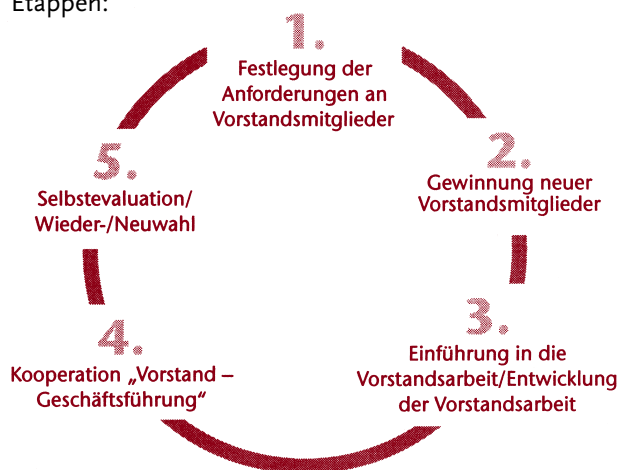 Etappen:
1.
Festlegung der
Anforderungen an
Vorstandsmitglieder
2.
Gewinnung neuer
Vorstandsmitglieder
3.
Einführung in die
Vorstandsarbeit/Entwicklung
der Vorstandsarbeit
4.
Kooperation „Vorstand –
Geschäftsführung“
5.
Selbstevaluation/
Wieder-/Neuwahl